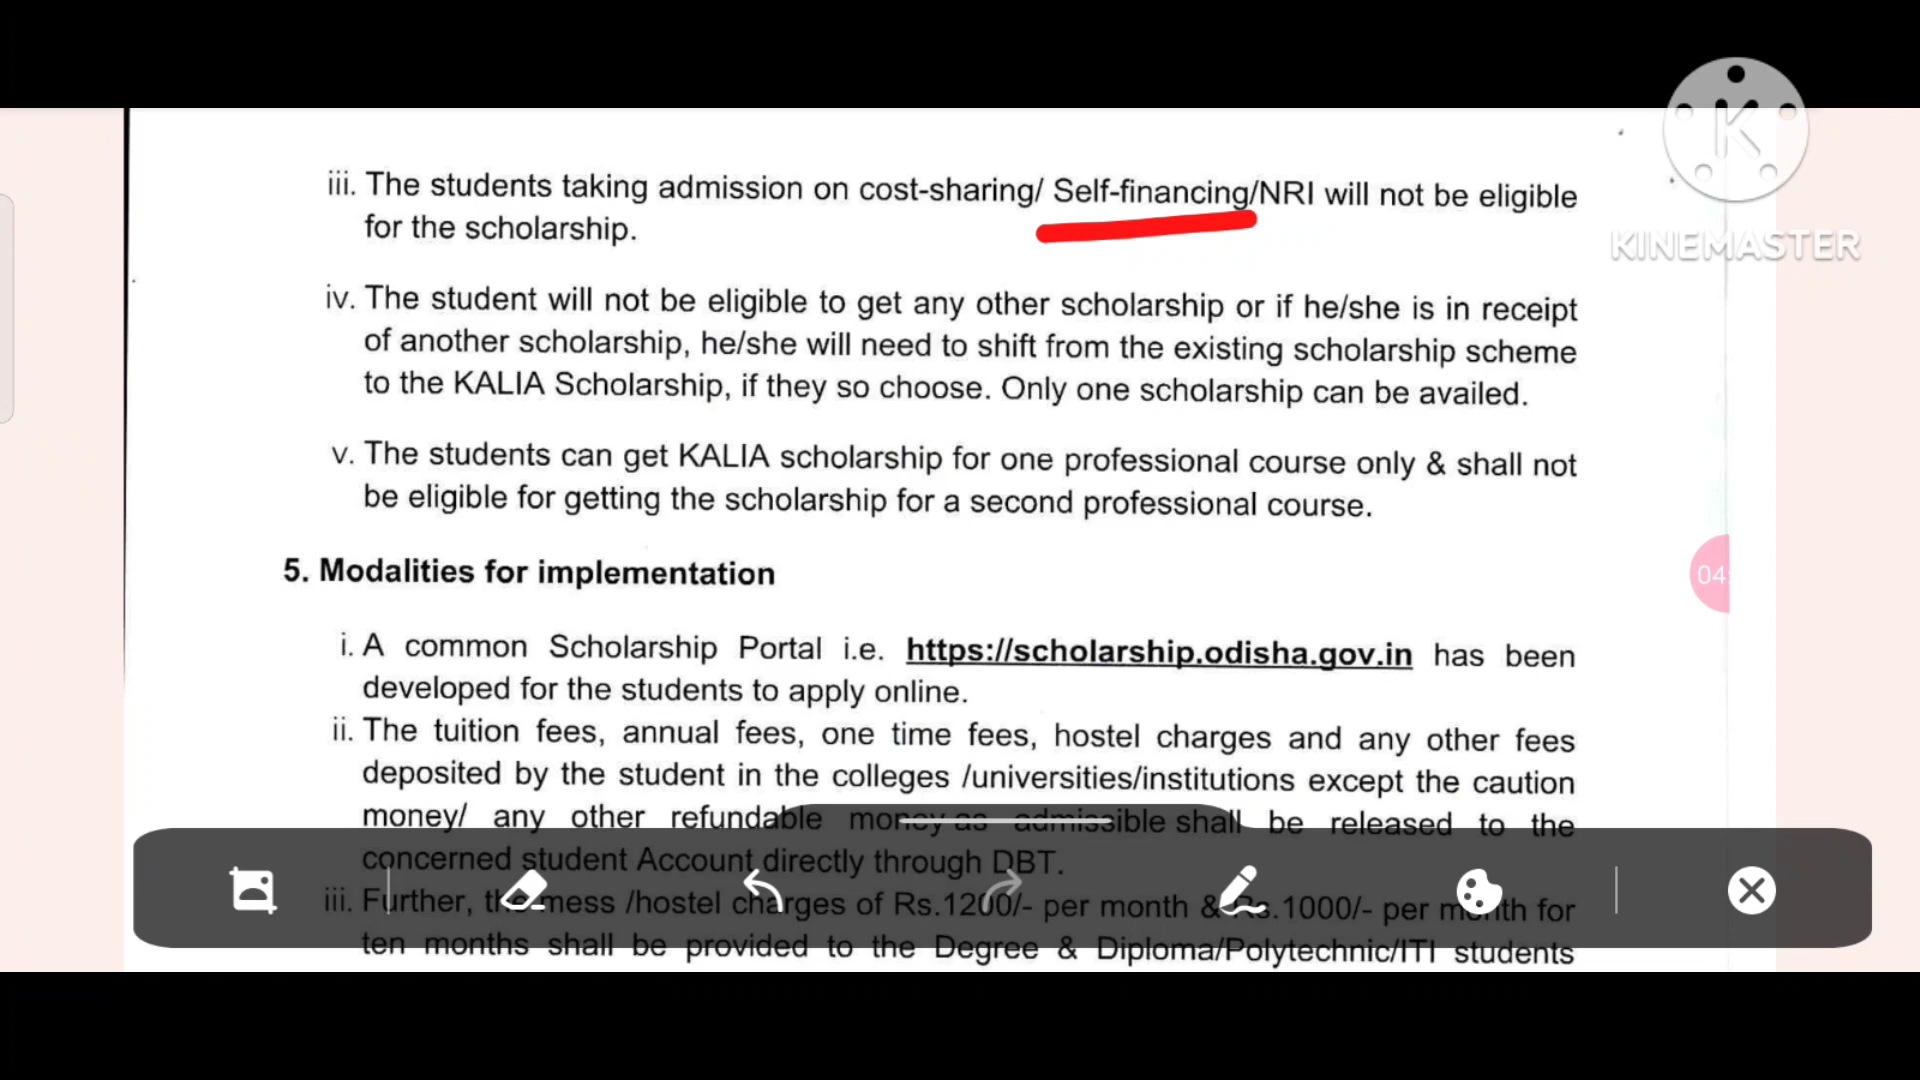 iii. The students taking admission on cost-sharing/ Self-financing/NRI will not be eligible
for the scholarship.
KINEMASTER
iv. The student will not be eligible to get any other scholarship or if he/she is in receipt
of another scholarship, he/she will need to shift from the existing scholarship scheme
to the KALIA Scholarship, if they so choose. Only one scholarship can be availed.
v. The students can get KALIA scholarship for one professional course only & shall not
be eligible for getting the scholarship for a second professional course.
5. Modalities for implementation
04:
i. A common Scholarship Portal i.e. https://scholarship.odisha.gov.in has been
developed for the students to apply online.
ii. The tuition fees, annual fees, one time fees, hostel charges and any other fees
deposited by the student in the colleges /universities/institutions except the caution
money/ any other refundable money as admissible shall be released to the
concerned student Account directly through DBT.
iii. Further, the mess /hostel charges of Rs.1200/- per month & Rs.1000/- per month for
ten months shall be provided to the Degree & Diploma/Polytechnic/ITI students